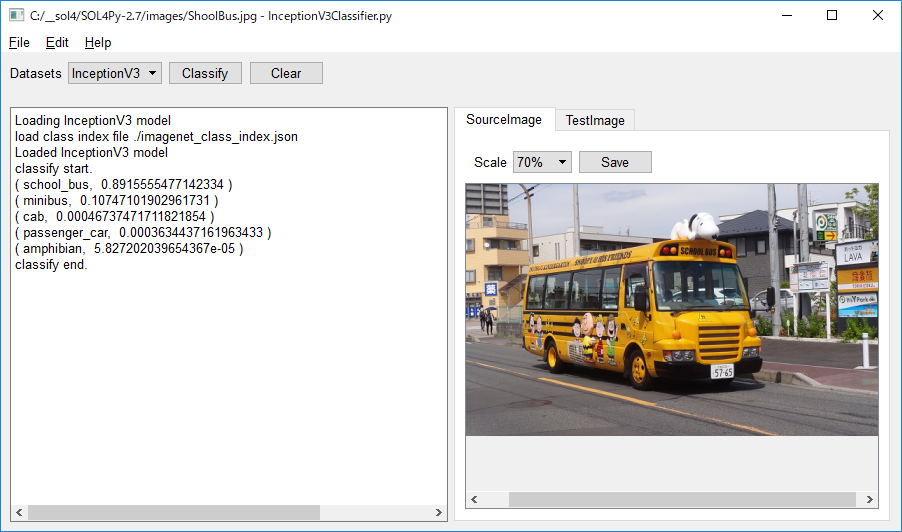 C:/__sol4/SOL4Py-2.7/images/ShoolBus.jpg - InceptionV3Classifier.py
File Edit Help
Datasets InceptionV3 Classify Clear
Loading InceptionV3 model
load class index file ./imagenet_class_index.json
Loaded InceptionV3 model
classify start.
( school_bus, 0.8915555477142334 )
( minibus, 0.10747101902961731 )
( cab, 0.00046737471711821854 )
( passenger_car, 0.0003634437161963433 )
( amphibian, 5.827202039654367e-05 )
classify end.
SourceImage TestImage
Scale 70% Save
SCHOOL BUS
SNOOPY & HIS FRIENDS
57-65
LAVA